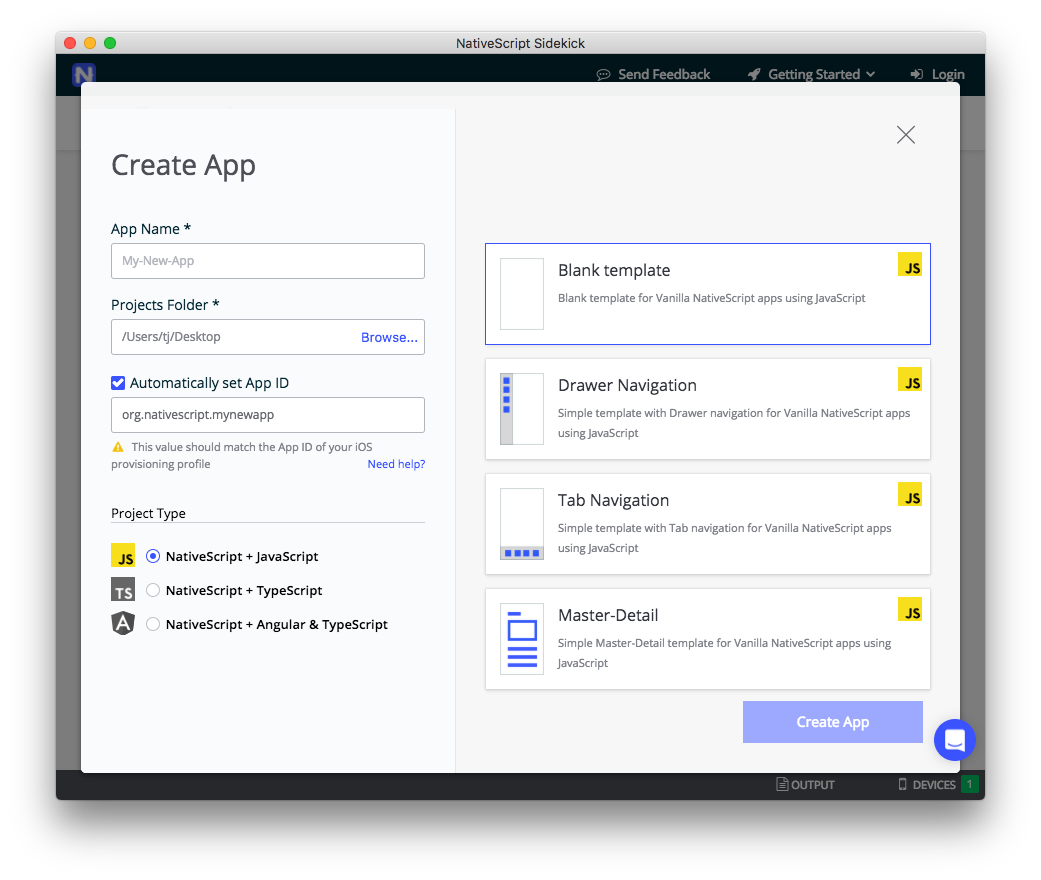 NativeScript Sidekick
N
Send Feedback
Getting Started
Login
Create App
App Name *
My-New-App
Projects Folder *
/Users/tj/Desktop
Browse...
Automatically set App ID
org.nativescript.mynewapp
This value should match the App ID of your iOS
provisioning profile
Need help?
Project Type
JS NativeScript + JavaScript
TS NativeScript + TypeScript
A NativeScript + Angular & TypeScript
Blank template
JS
Blank template for Vanilla NativeScript apps using JavaScript
Drawer Navigation
JS
Simple template with Drawer navigation for Vanilla NativeScript apps
using JavaScript
Tab Navigation
JS
Simple template with Tab navigation for Vanilla NativeScript apps
using JavaScript
Master-Detail
JS
Simple Master-Detail template for Vanilla NativeScript apps using
JavaScript
Create App
OUTPUT
DEVICES 1